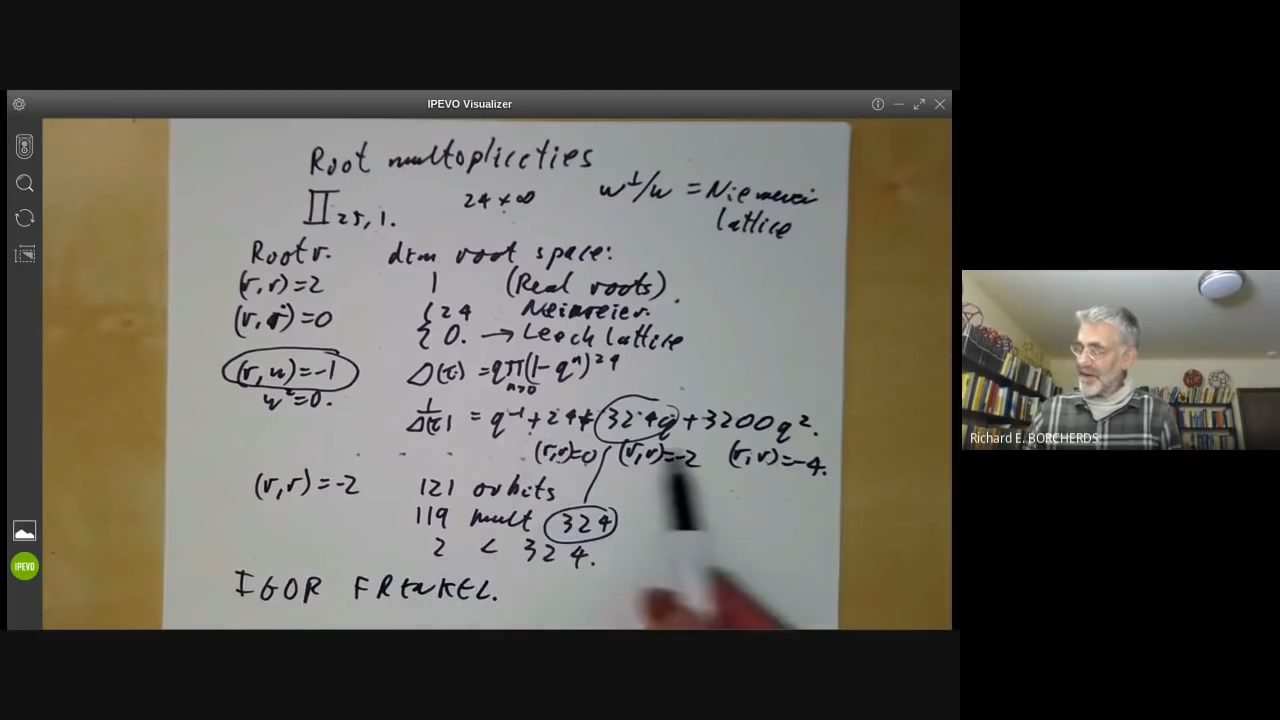 IPEVO Visualizer
Root multopliccties
II₂₅,₁. 24 × ∞ w⊥/w = Niemeier lattice
Root r. dim root space:
(r,r)=2 1 (Real roots).
(r,r)=0 { 24 Neimeier.
{ 0. → Leech lattice
(r,w)=-1 Δ(τ) = q∏(1-qⁿ)²⁴
n>0
w²=0.
1/Δ(τ) = q⁻¹+24+324q+3200q².
(r,r)=0 (r,r)=-2 (r,r)=-4.
(r,r)=-2 121 orbits
119 mult 324
2 < 324.
IGOR FRENKEL.
Richard E. BORCHERDS
IPEVO